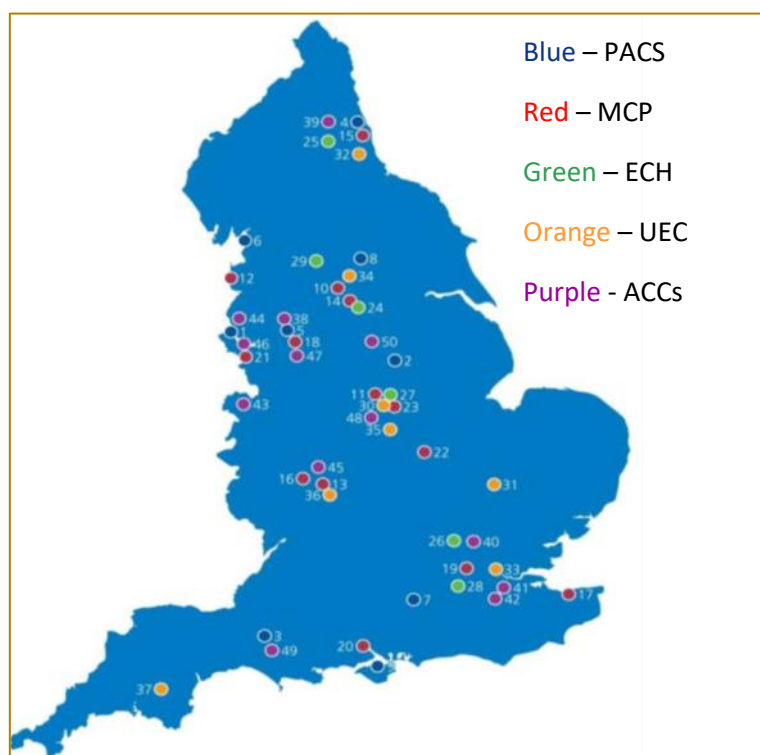 Blue – PACS
Red – MCP
Green – ECH
Orange – UEC
Purple - ACCs
39 4
15
25
32
6
29 8
12 34
10
14 24
44 38
1 5
46 18 50
21 47 2
11 27
43 30 23
48
35
22
45
16 13 31
36
26 40
19 33
28 41
7 42 17
3
49 20
37